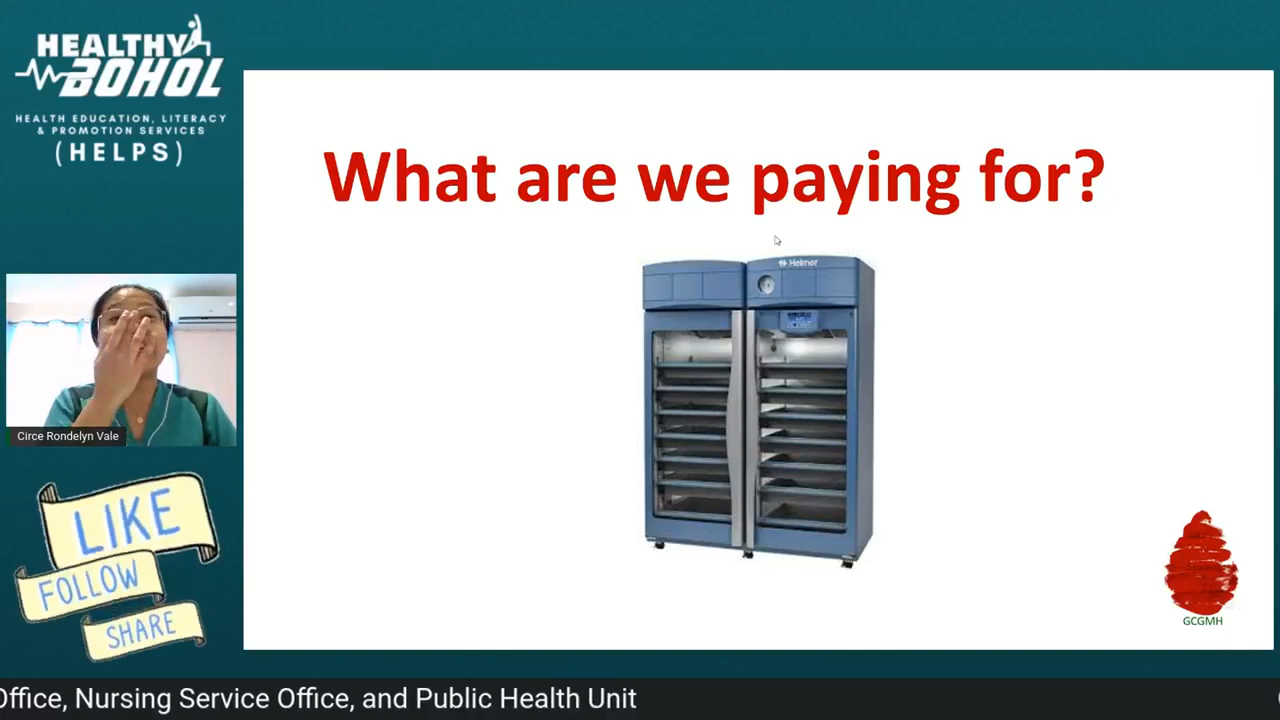 HEALTHY
BOHOL
HEALTH EDUCATION, LITERACY
& PROMOTION SERVICES
(HELPS)
What are we paying for?
Helmer
Circe Rondelyn Vale
LIKE
FOLLOW
SHARE
GCGMH
Office, Nursing Service Office, and Public Health Unit